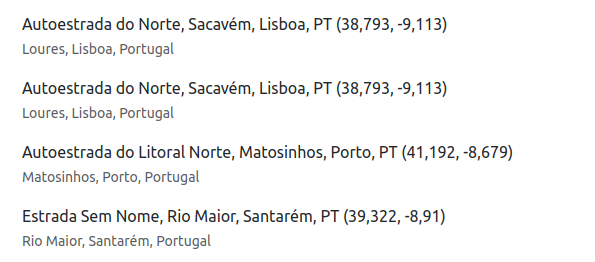 Autoestrada do Norte, Sacavém, Lisboa, PT (38,793, -9,113)
Loures, Lisboa, Portugal
Autoestrada do Norte, Sacavém, Lisboa, PT (38,793, -9,113)
Loures, Lisboa, Portugal
Autoestrada do Litoral Norte, Matosinhos, Porto, PT (41,192, -8,679)
Matosinhos, Porto, Portugal
Estrada Sem Nome, Rio Maior, Santarém, PT (39,322, -8,91)
Rio Maior, Santarém, Portugal